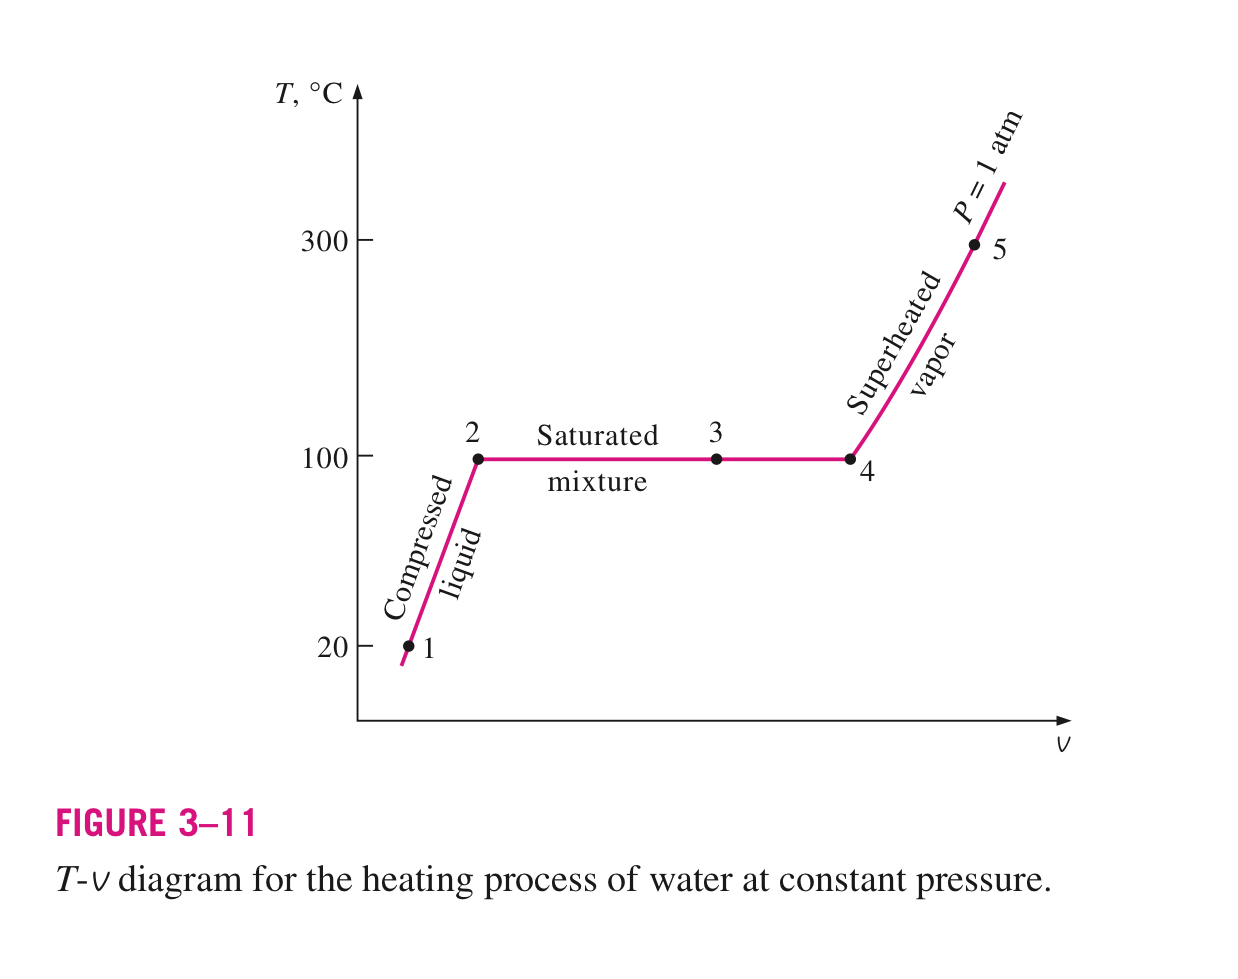 T, °C
P = 1 atm
300
5
Superheated
vapor
2
Saturated
3
100
4
mixture
Compressed
liquid
20
1
v
FIGURE 3–11
T-v diagram for the heating process of water at constant pressure.